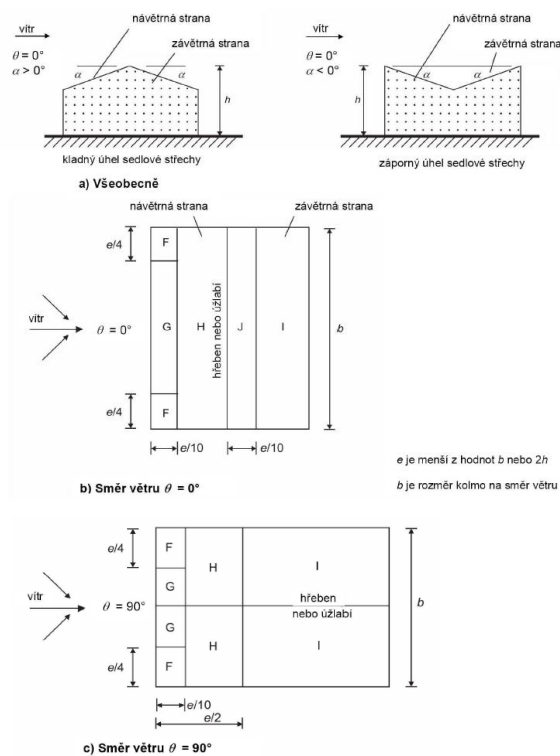 vítr
θ = 0°
α > 0°
návětrná strana
závětrná strana
α
α
h
kladný úhel sedlové střechy
vítr
θ = 0°
α < 0°
návětrná strana
závětrná strana
α
α
h
záporný úhel sedlové střechy
a) Všeobecně
návětrná strana
závětrná strana
e/4
F
vítr
θ = 0°
G
H
hřeben nebo úžlabí
J
I
b
e/4
F
e/10
e/10
e je menší z hodnot b nebo 2h
b je rozměr kolmo na směr větru
b) Směr větru θ = 0°
e/4
F
H
I
G
vítr
θ = 90°
hřeben
nebo úžlabí
b
G
H
I
e/4
F
e/10
e/2
c) Směr větru θ = 90°